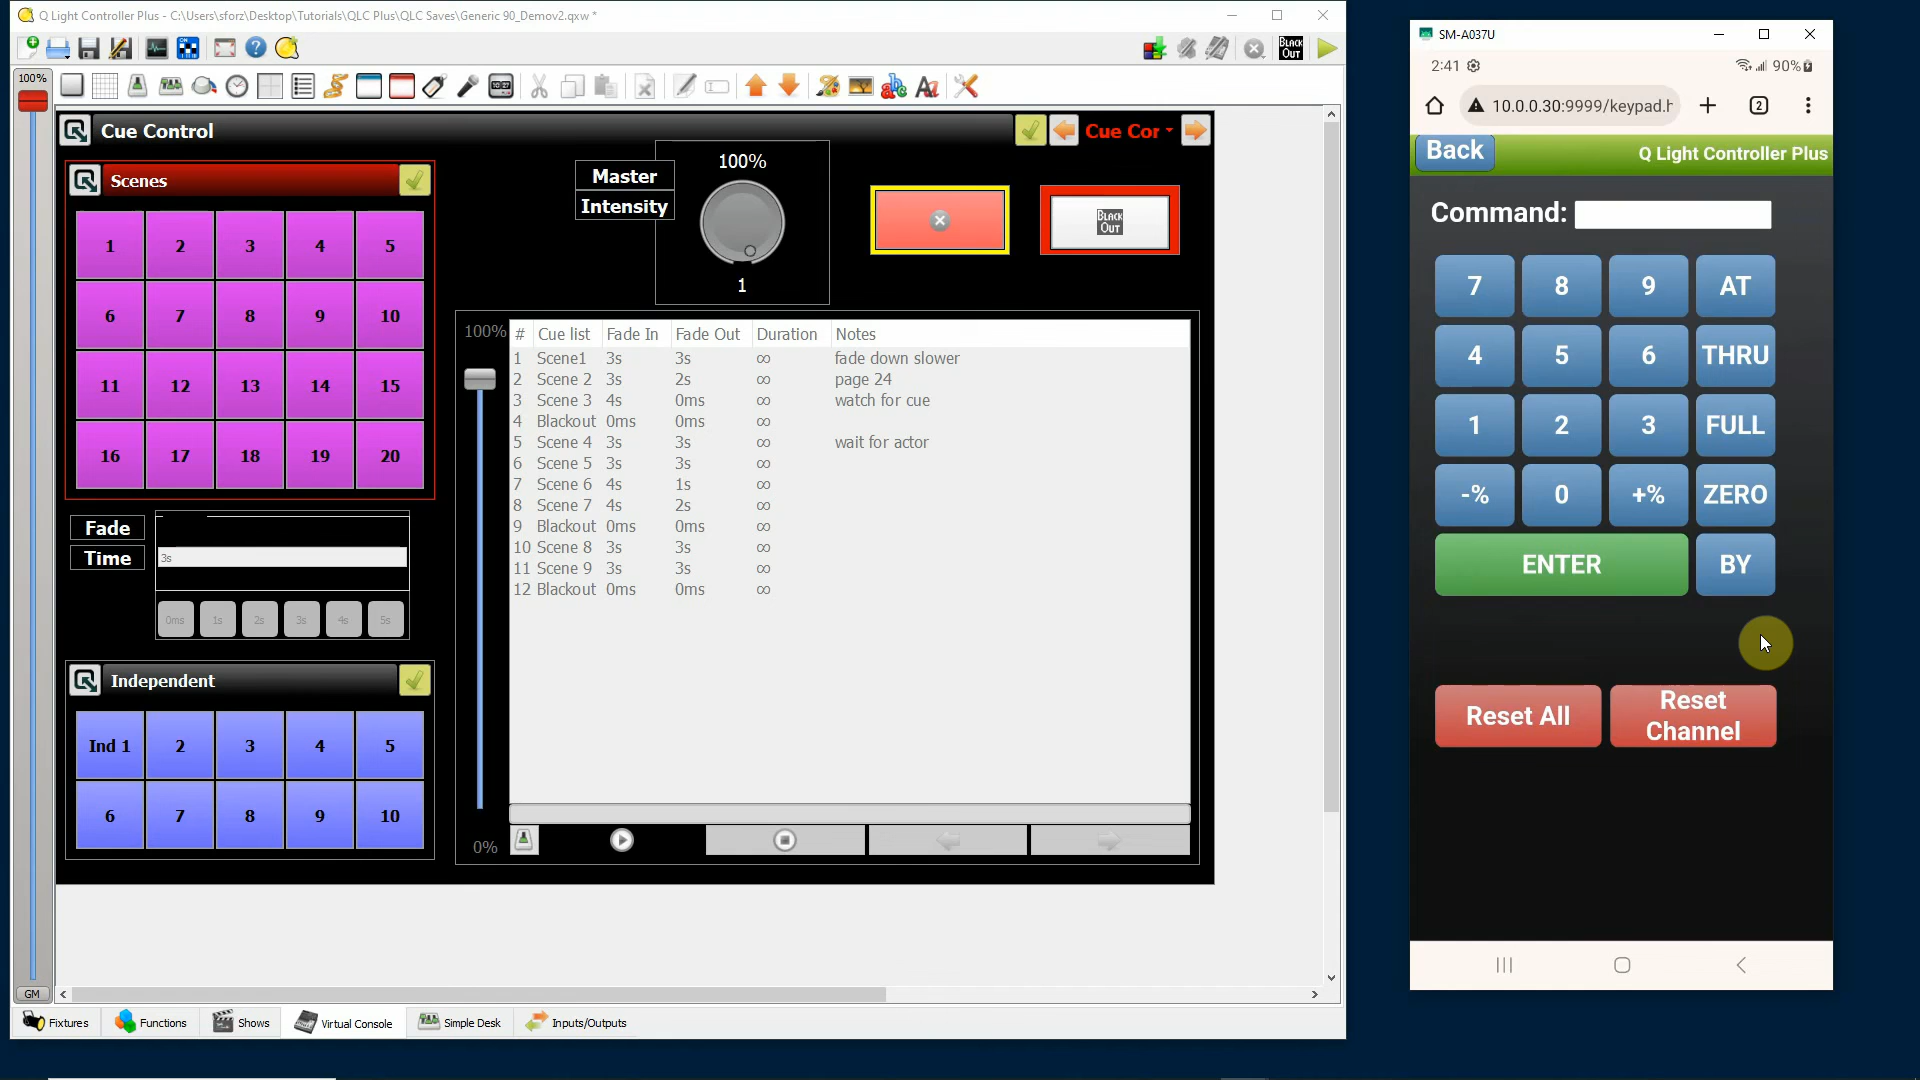 Q Light Controller Plus - C:\Users\sforz\Desktop\Tutorials\QLC Plus\QLC Saves\Generic 90_Demov2.qxw *
BLACK OUT
100%
Cue Control
Cue Cor
Scenes
1 2 3 4 5
6 7 8 9 10
11 12 13 14 15
16 17 18 19 20
Fade
Time
3s
0ms 1s 2s 3s 4s 5s
Independent
Ind 1 2 3 4 5
6 7 8 9 10
Master
Intensity
100%
1
BLACK
OUT
100%
0%
# Cue list Fade In Fade Out Duration Notes
1 Scene1 3s 3s ∞ fade down slower
2 Scene 2 3s 2s ∞ page 24
3 Scene 3 4s 0ms ∞ watch for cue
4 Blackout 0ms 0ms ∞
5 Scene 4 3s 3s ∞ wait for actor
6 Scene 5 3s 3s ∞
7 Scene 6 4s 1s ∞
8 Scene 7 4s 2s ∞
9 Blackout 0ms 0ms ∞
10 Scene 8 3s 3s ∞
11 Scene 9 3s 3s ∞
12 Blackout 0ms 0ms ∞
GM
Fixtures Functions Shows Virtual Console Simple Desk Inputs/Outputs
SM-A037U
2:41 90%
10.0.0.30:9999/keypad.h 2
Back Q Light Controller Plus
Command:
7 8 9 AT
4 5 6 THRU
1 2 3 FULL
-% 0 +% ZERO
ENTER BY
Reset All Reset
Channel